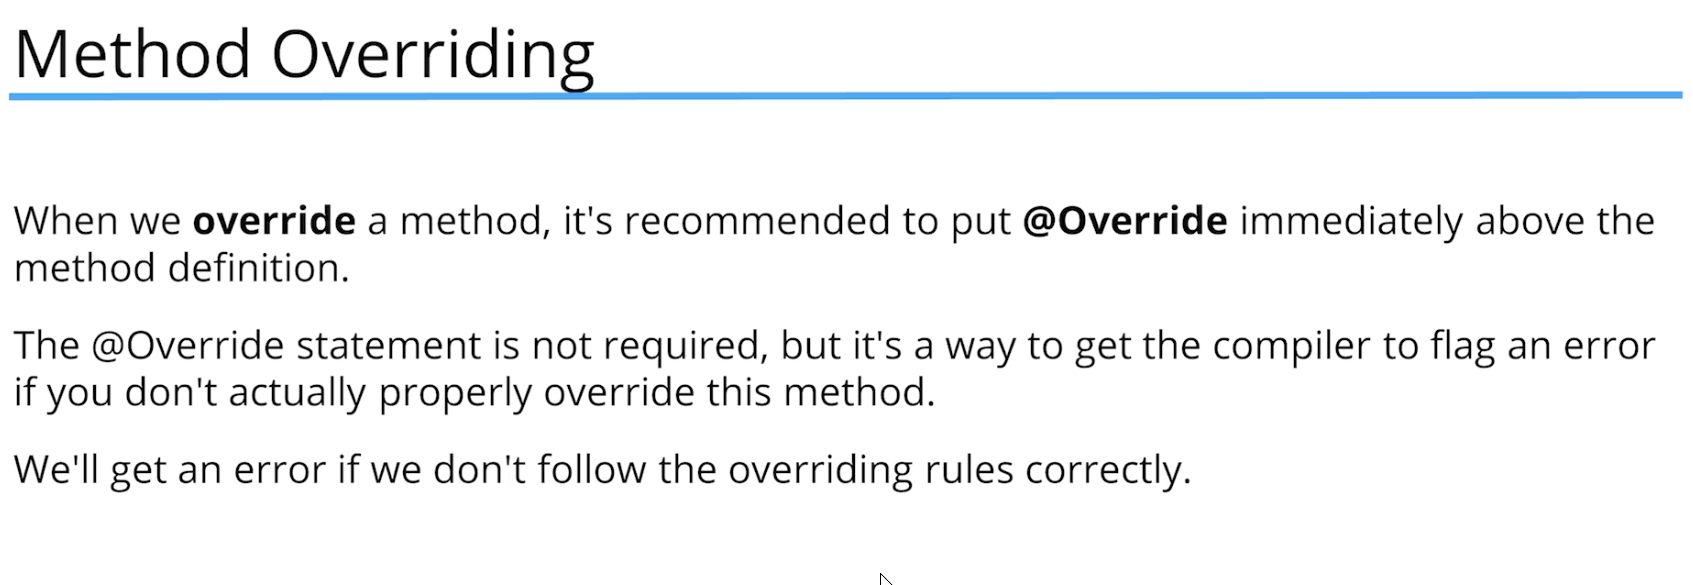 Method Overriding
When we override a method, it's recommended to put @Override immediately above the
method definition.
The @Override statement is not required, but it's a way to get the compiler to flag an error
if you don't actually properly override this method.
We'll get an error if we don't follow the overriding rules correctly.